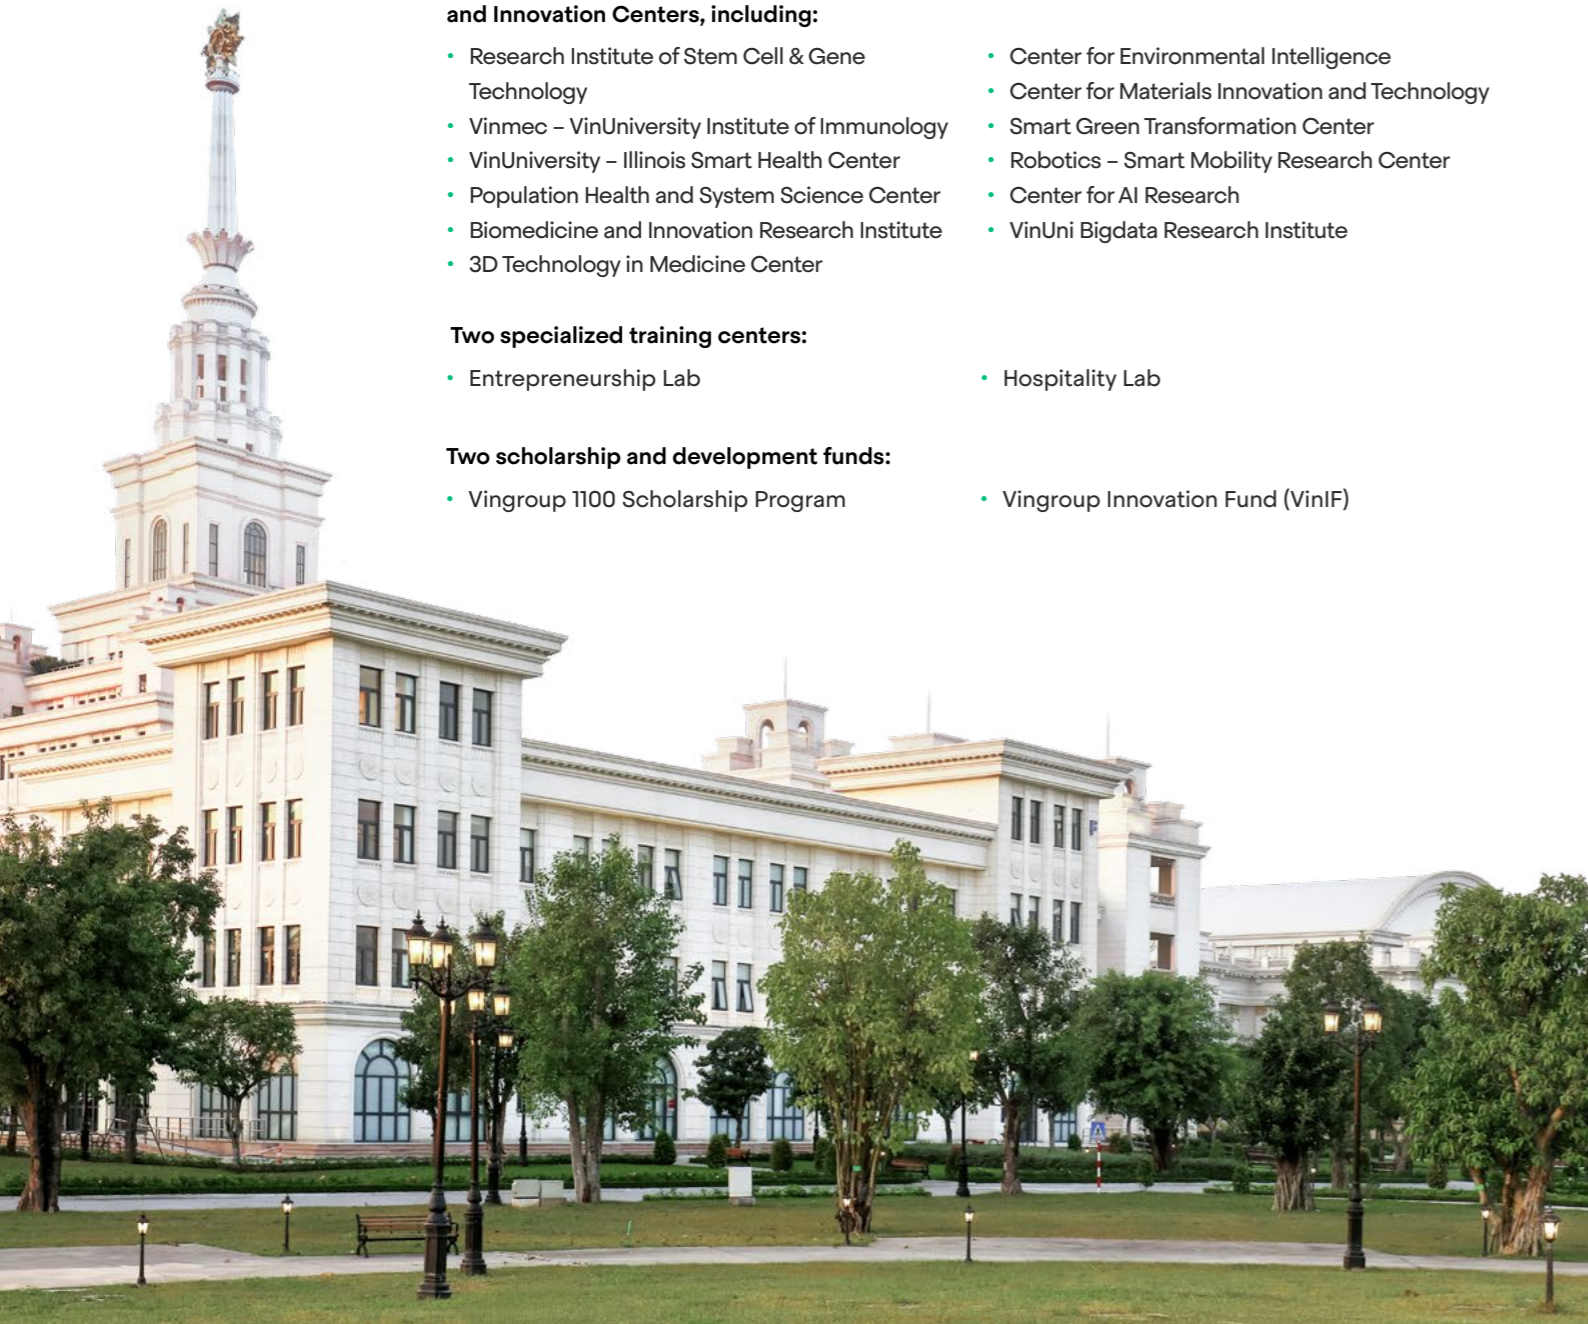 and Innovation Centers, including:
• Research Institute of Stem Cell & Gene
Technology
• Vinmec – VinUniversity Institute of Immunology
• VinUniversity – Illinois Smart Health Center
• Population Health and System Science Center
• Biomedicine and Innovation Research Institute
• 3D Technology in Medicine Center
• Center for Environmental Intelligence
• Center for Materials Innovation and Technology
• Smart Green Transformation Center
• Robotics – Smart Mobility Research Center
• Center for AI Research
• VinUni Bigdata Research Institute
Two specialized training centers:
• Entrepreneurship Lab
• Hospitality Lab
Two scholarship and development funds:
• Vingroup 1100 Scholarship Program
• Vingroup Innovation Fund (VinIF)
F